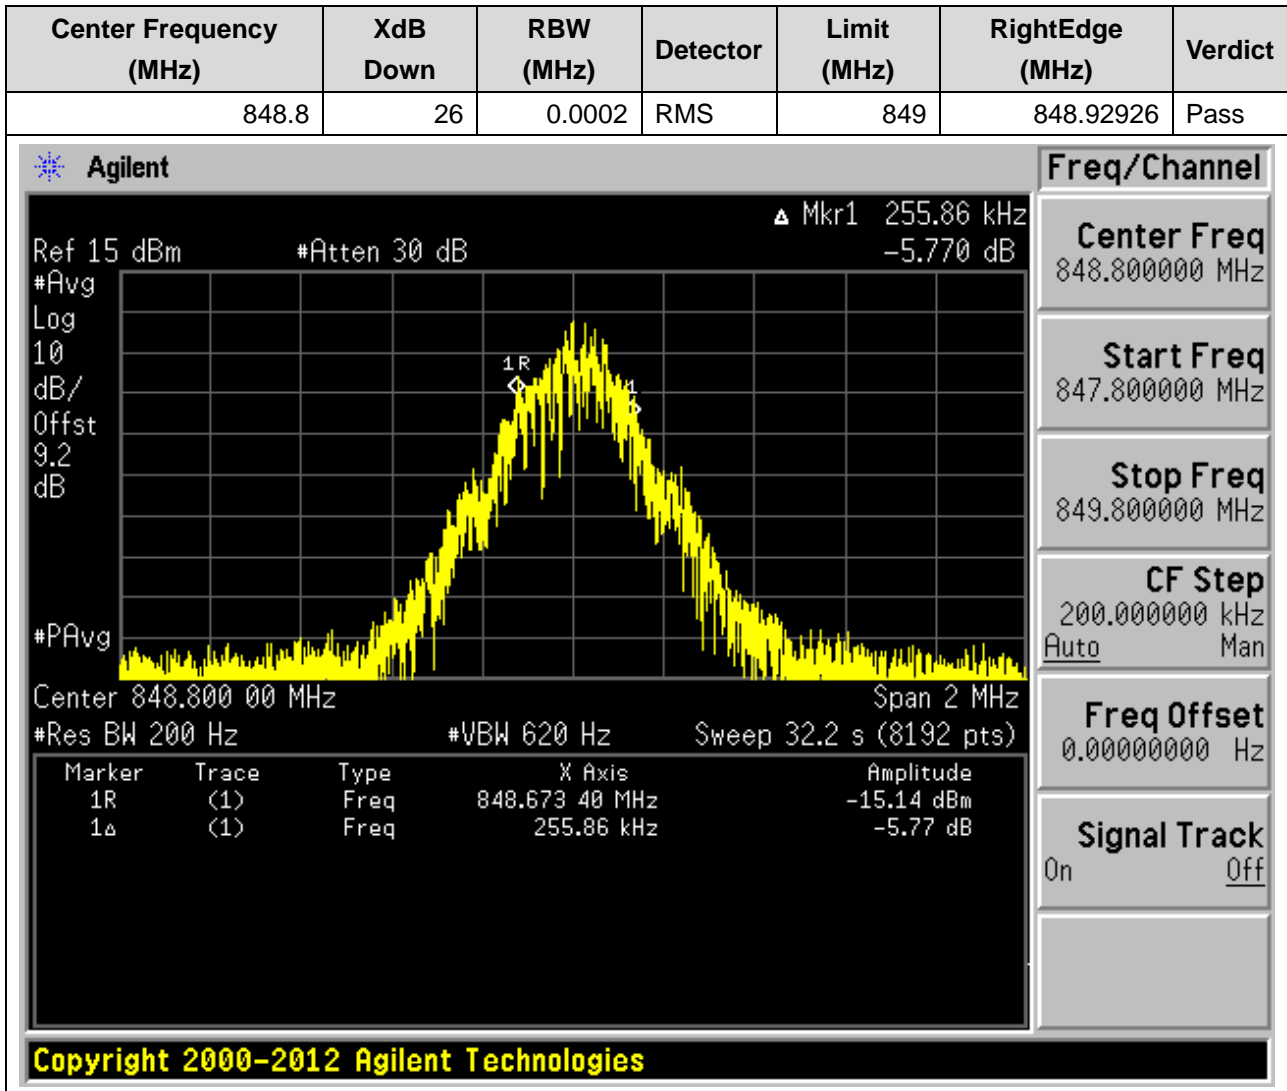 Center Frequency (MHz) XdB Down RBW (MHz) Detector Limit (MHz) RightEdge (MHz) Verdict
848.8 26 0.0002 RMS 849 848.92926 Pass
Agilent
Freq/Channel
Δ Mkr1 255.86 kHz
Ref 15 dBm #Atten 30 dB -5.770 dB
#Avg
Log
10
dB/
Offst
9.2
dB
1R
1
#PAvg
Center 848.800 00 MHz Span 2 MHz
#Res BW 200 Hz #VBW 620 Hz Sweep 32.2 s (8192 pts)
Marker Trace Type X Axis Amplitude
1R (1) Freq 848.673 40 MHz -15.14 dBm
1Δ (1) Freq 255.86 kHz -5.77 dB
Center Freq
848.800000 MHz
Start Freq
847.800000 MHz
Stop Freq
849.800000 MHz
CF Step
200.000000 kHz
Auto Man
Freq Offset
0.00000000 Hz
Signal Track
On Off
Copyright 2000-2012 Agilent Technologies